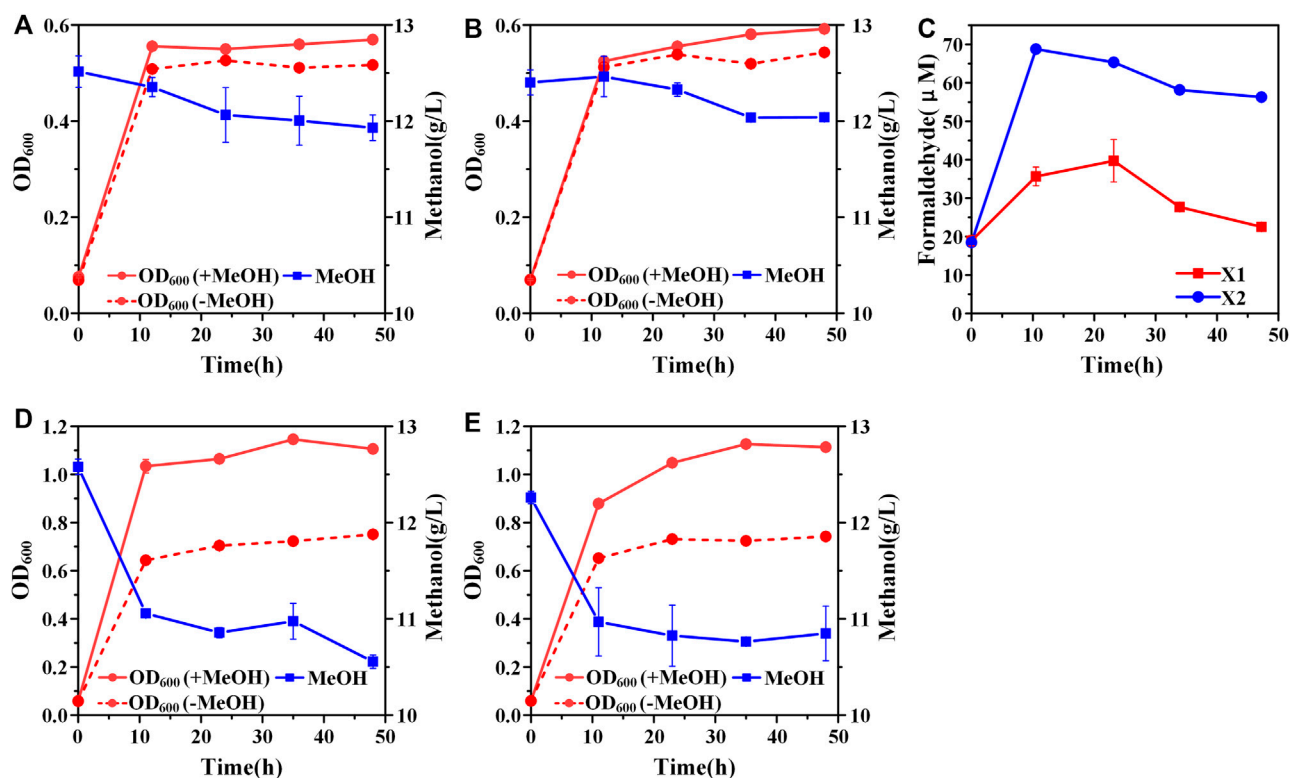 A
0.6
0.4
0.2
0.0
OD600
13
12
11
10
Methanol(g/L)
OD600 (+MeOH) MeOH
OD600 (-MeOH)
0 10 20 30 40 50
Time(h)
B
0.6
0.4
0.2
0.0
OD600
13
12
11
10
Methanol(g/L)
OD600 (+MeOH) MeOH
OD600 (-MeOH)
0 10 20 30 40 50
Time(h)
C
70
60
50
40
30
20
10
0
Formaldehyde( μ M)
X1
X2
0 10 20 30 40 50
Time(h)
D
1.2
1.0
0.8
0.6
0.4
0.2
0.0
OD600
13
12
11
10
Methanol(g/L)
OD600 (+MeOH) MeOH
OD600 (-MeOH)
0 10 20 30 40 50
Time(h)
E
1.2
1.0
0.8
0.6
0.4
0.2
0.0
OD600
13
12
11
10
Methanol(g/L)
OD600 (+MeOH) MeOH
OD600 (-MeOH)
0 10 20 30 40 50
Time(h)